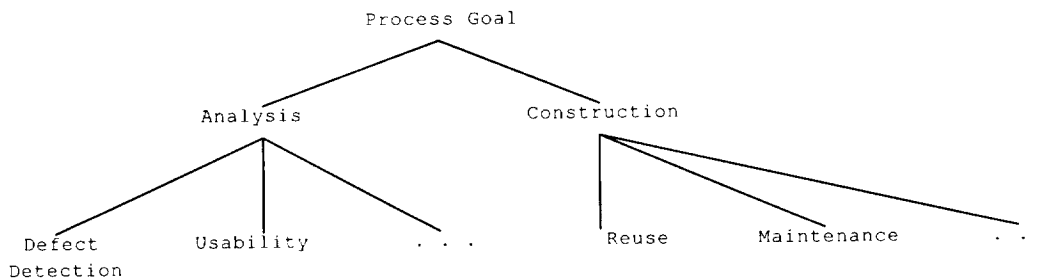 Process Goal
Analysis
Construction
Defect
Detection
Usability
. . .
Reuse
Maintenance
. .